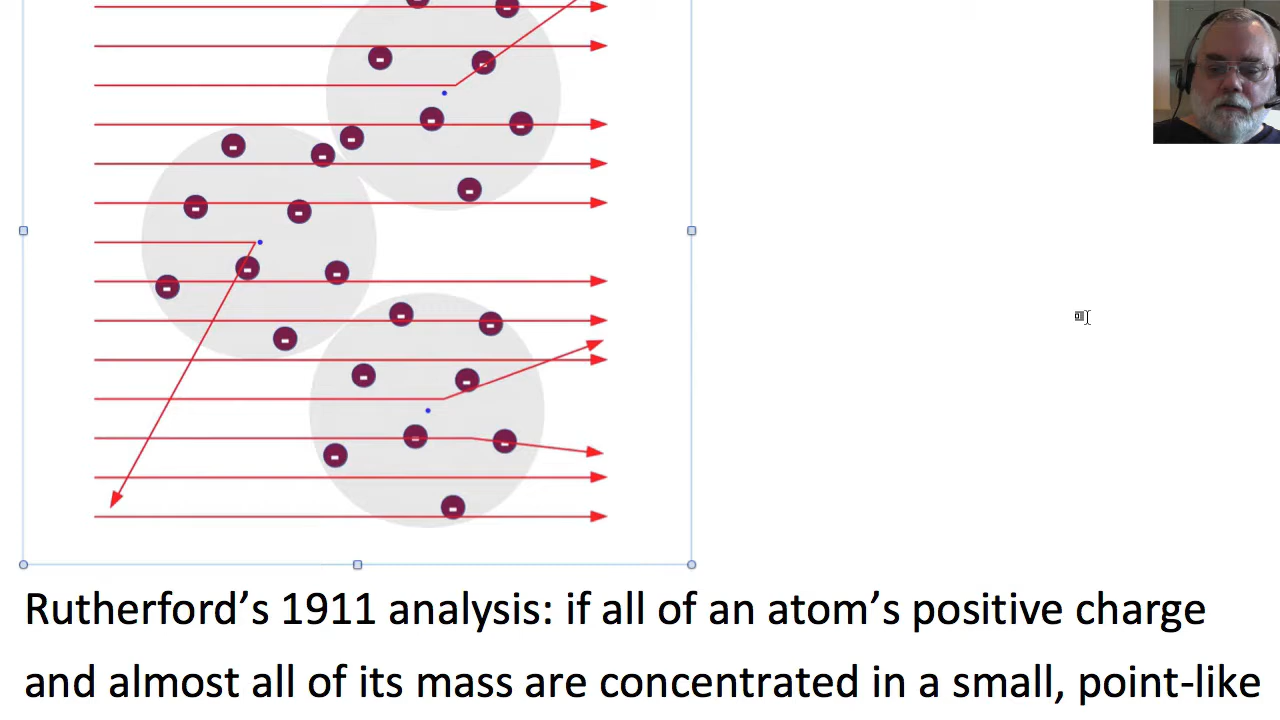 Rutherford’s 1911 analysis: if all of an atom’s positive charge
and almost all of its mass are concentrated in a small, point-like